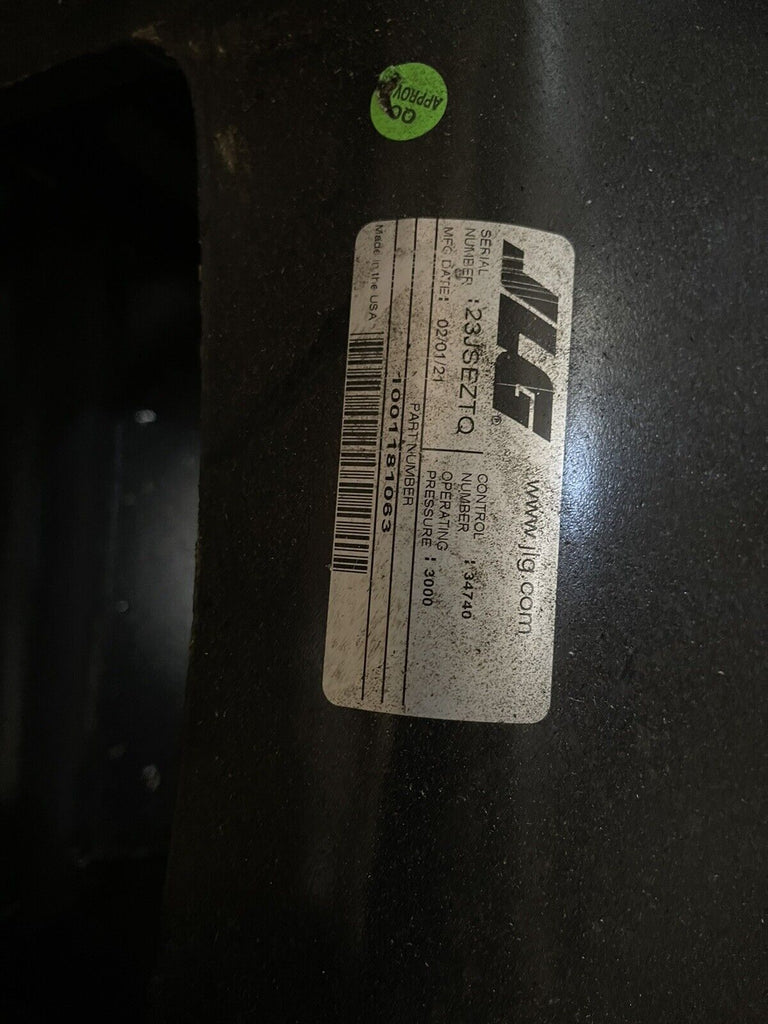 QC
APPROV
JLG®
www.jlg.com
SERIAL
NUMBER : 23JSEZTQ
CONTROL
NUMBER : 34740
MFG DATE: 02/01/21
OPERATING
PRESSURE : 3000
PART NUMBER
1001181063
Made in the USA